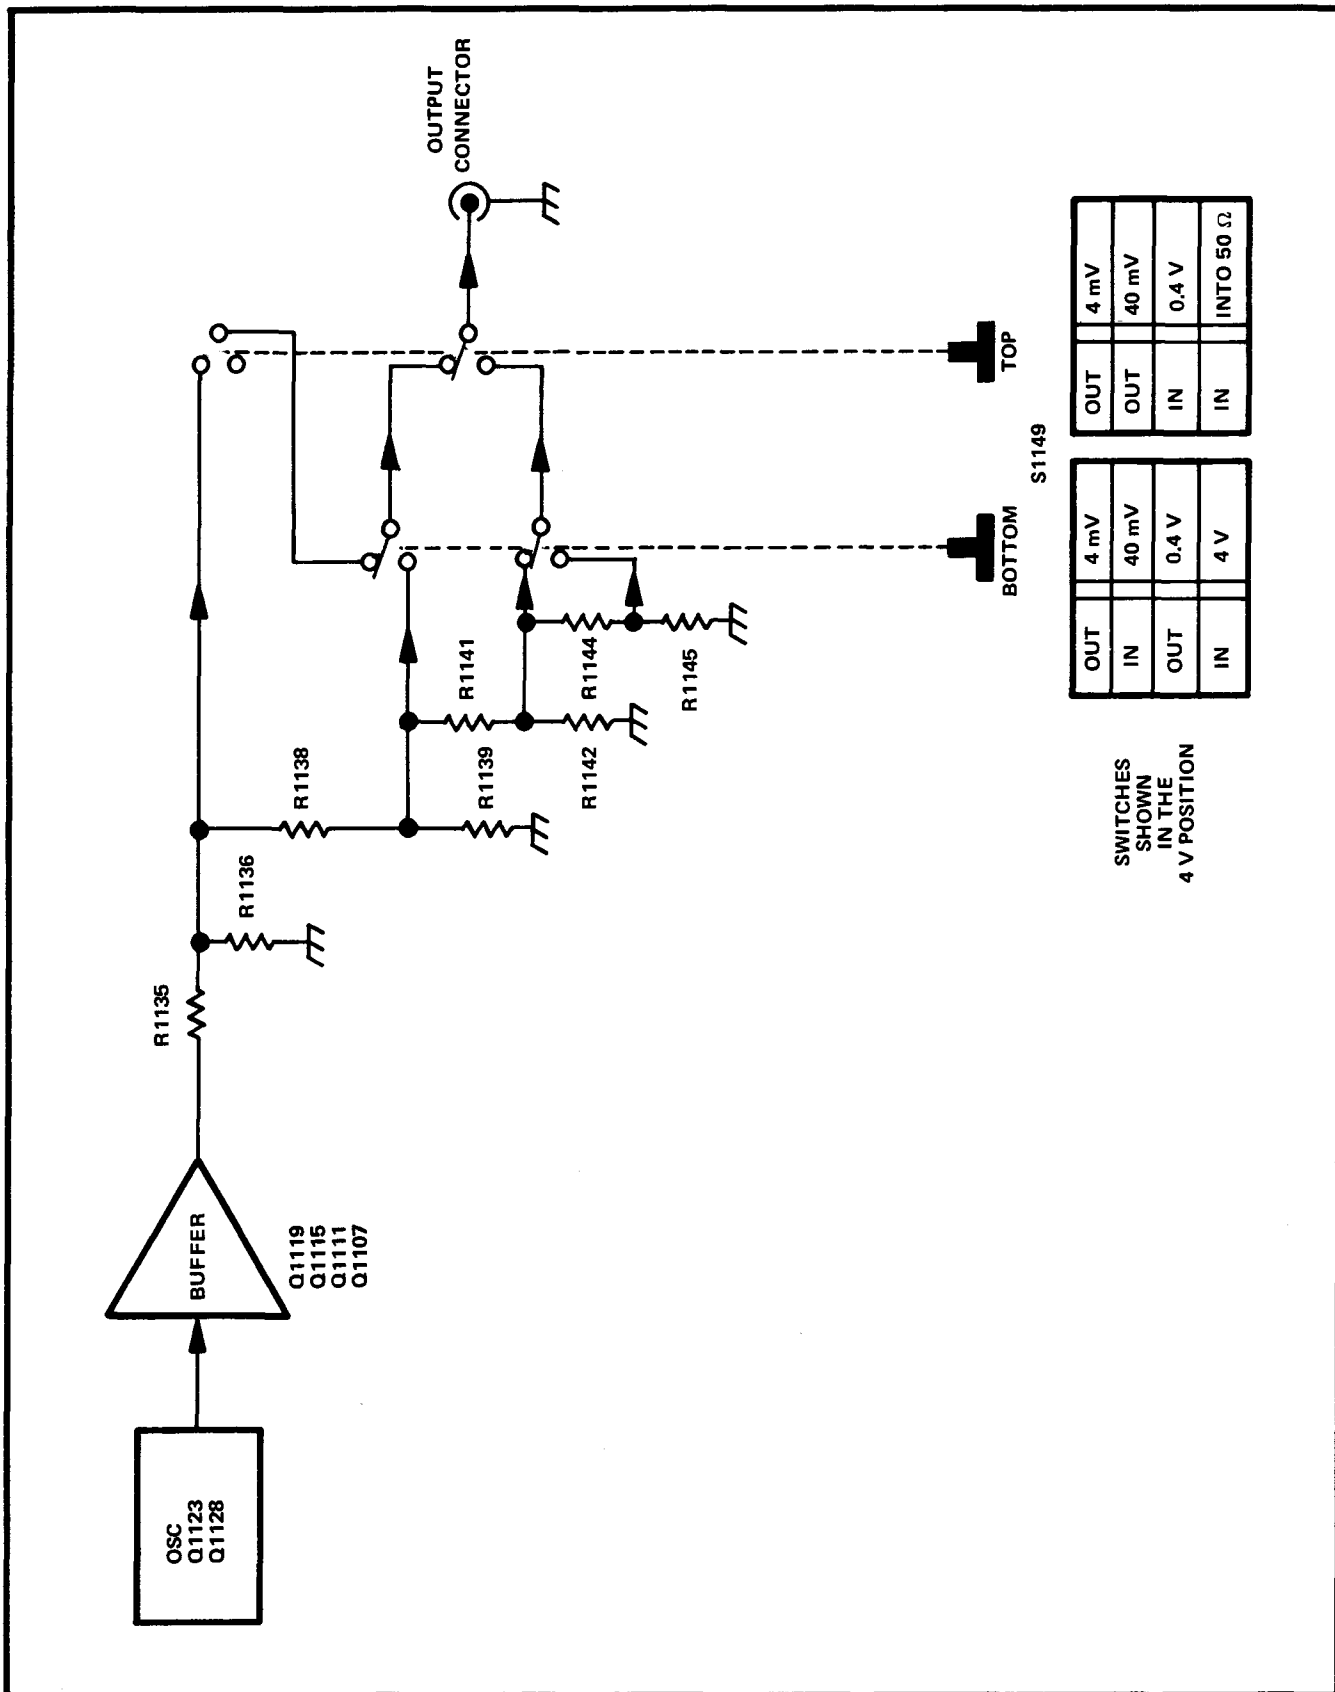 OSC
Q1123
Q1128
BUFFER
Q1119
Q1115
Q1111
Q1107
R1135
R1136
R1138
R1139
R1141
R1142
R1144
R1145
OUTPUT
CONNECTOR
BOTTOM
S1149
TOP
SWITCHES
SHOWN
IN THE
4 V POSITION
OUT 4 mV
IN 40 mV
OUT 0.4 V
IN 4 V
OUT 4 mV
OUT 40 mV
IN 0.4 V
IN INTO 50 Ω